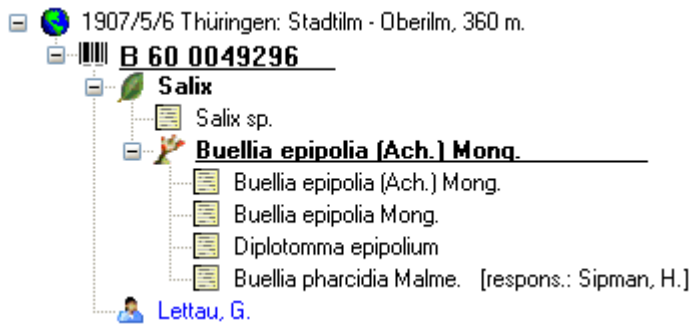 1907/5/6 Thüringen: Stadtilm - Oberilm, 360 m.
B 60 0049296
Salix
Salix sp.
Buellia epipolia (Ach.) Mong.
Buellia epipolia (Ach.) Mong.
Buellia epipolia Mong.
Diplotomma epipolium
Buellia pharcidia Malme. [respons.: Sipman, H.]
Lettau, G.